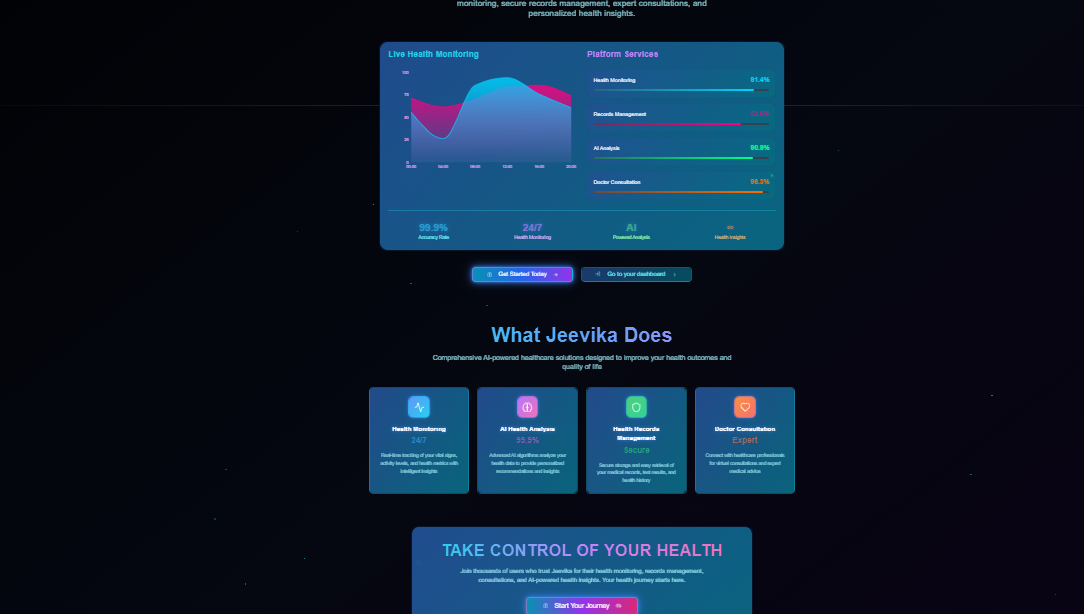 monitoring, secure records management, expert consultations, and
personalized health insights.
Live Health Monitoring
100
75
50
25
0
00:00 04:00 08:00 12:00 16:00 20:00
Platform Services
Health Monitoring 91.4%
Records Management
AI Analysis 90.9%
Doctor Consultation 96.3%
99.9%
Accuracy Rate
24/7
Health Monitoring
AI
Powered Analysis
∞
Health Insights
Get Started Today →
Go to your dashboard ›
What Jeevika Does
Comprehensive AI-powered healthcare solutions designed to improve your health outcomes and
quality of life
Health Monitoring
24/7
Real-time tracking of your vital signs,
activity levels, and health metrics with
intelligent insights
AI Health Analysis
99.9%
Advanced AI algorithms analyze your
health data to provide personalized
recommendations and insights
Health Records
Management
Secure
Secure storage and easy retrieval of
your medical records, test results, and
health history
Doctor Consultation
Expert
Connect with healthcare professionals
for virtual consultations and expert
medical advice
TAKE CONTROL OF YOUR HEALTH
Join thousands of users who trust Jeevika for their health monitoring, records management,
consultations, and AI-powered health insights. Your health journey starts here.
Start Your Journey